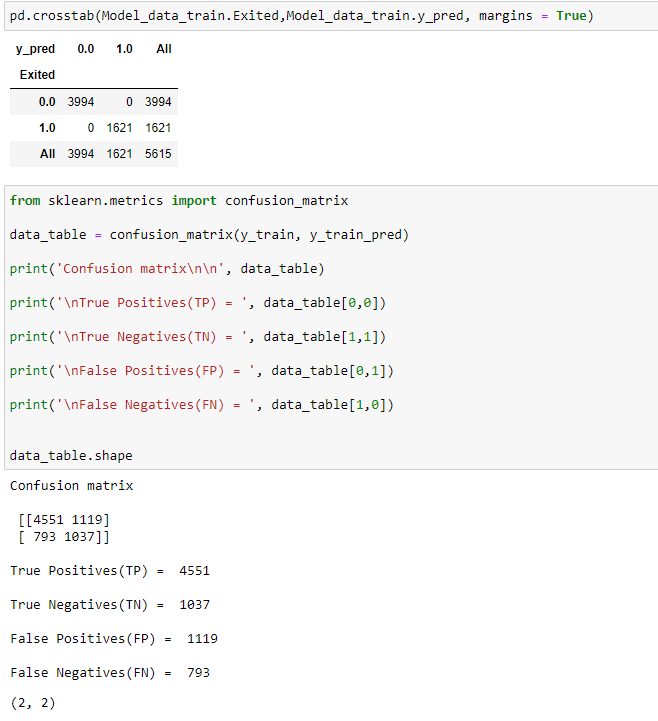 pd.crosstab(Model_data_train.Exited,Model_data_train.y_pred, margins = True)
y_pred 0.0 1.0 All
Exited
0.0 3994 0 3994
1.0 0 1621 1621
All 3994 1621 5615
from sklearn.metrics import confusion_matrix
data_table = confusion_matrix(y_train, y_train_pred)
print('Confusion matrix\n\n', data_table)
print('\nTrue Positives(TP) = ', data_table[0,0])
print('\nTrue Negatives(TN) = ', data_table[1,1])
print('\nFalse Positives(FP) = ', data_table[0,1])
print('\nFalse Negatives(FN) = ', data_table[1,0])
data_table.shape
Confusion matrix
[[4551 1119]
[ 793 1037]]
True Positives(TP) =  4551
True Negatives(TN) =  1037
False Positives(FP) =  1119
False Negatives(FN) =  793
(2, 2)